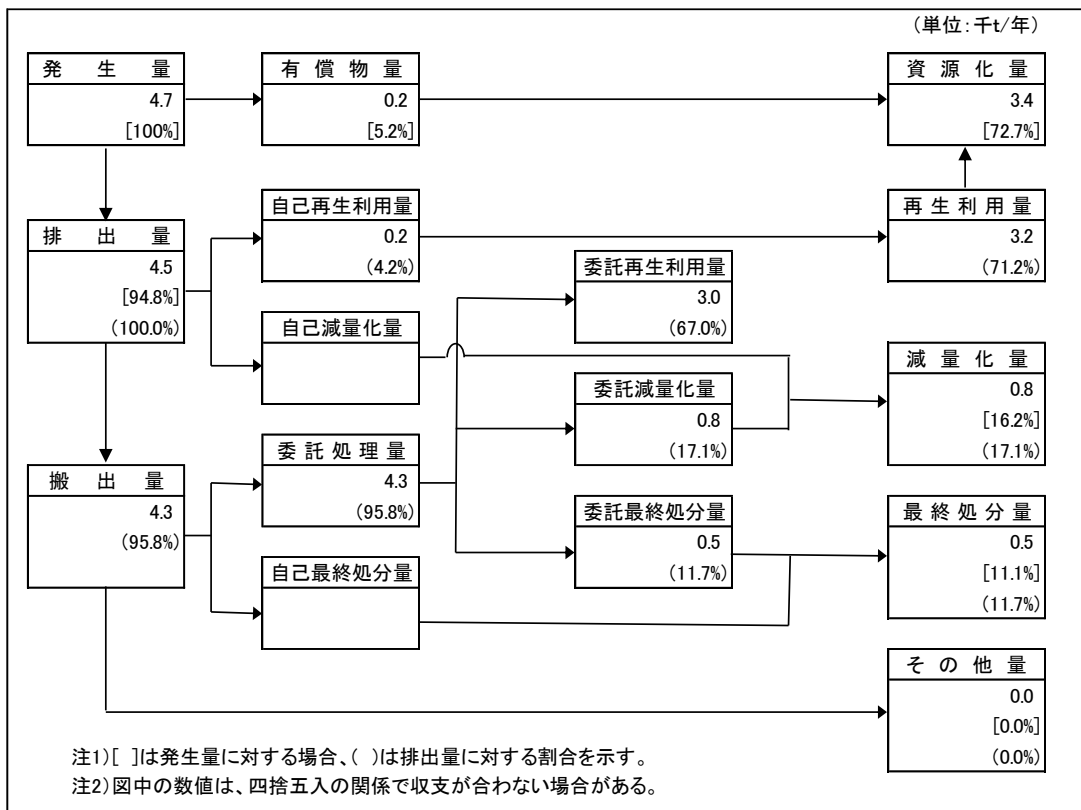 （単位：千t/年）
発生量
4.7
[100%]
有償物量
0.2
[5.2%]
資源化量
3.4
[72.7%]
排出量
4.5
[94.8%]
(100.0%)
自己再生利用量
0.2
(4.2%)
再生利用量
3.2
(71.2%)
委託再生利用量
3.0
(67.0%)
自己減量化量
委託減量化量
0.8
(17.1%)
減量化量
0.8
[16.2%]
(17.1%)
搬出量
4.3
(95.8%)
委託処理量
4.3
(95.8%)
委託最終処分量
0.5
(11.7%)
最終処分量
0.5
[11.1%]
(11.7%)
自己最終処分量
その他量
0.0
[0.0%]
(0.0%)
注1）[ ]は発生量に対する場合、( )は排出量に対する割合を示す。
注2）図中の数値は、四捨五入の関係で収支が合わない場合がある。